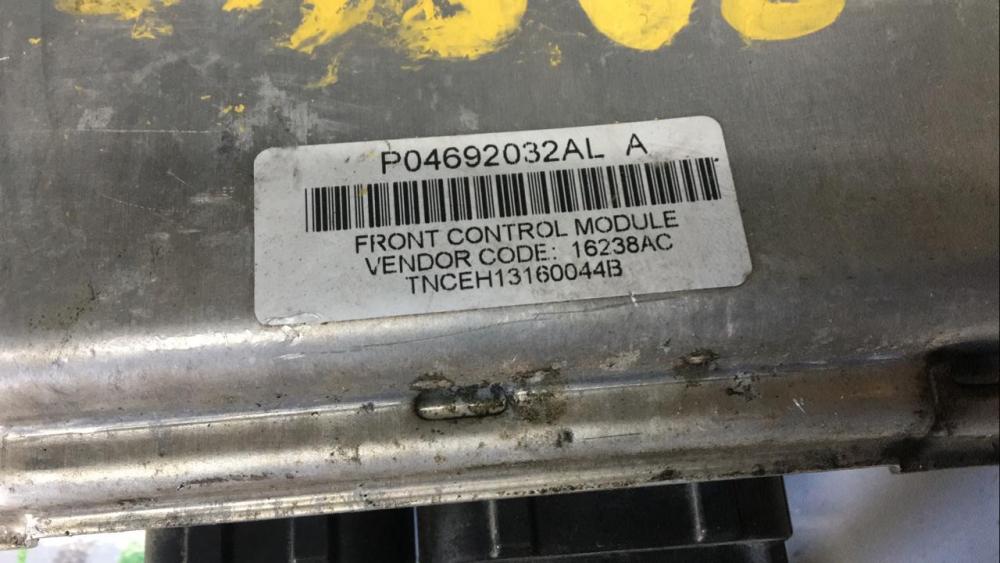 P04692032AL A
FRONT CONTROL MODULE
VENDOR CODE: 16238AC
TNCEH13160044B